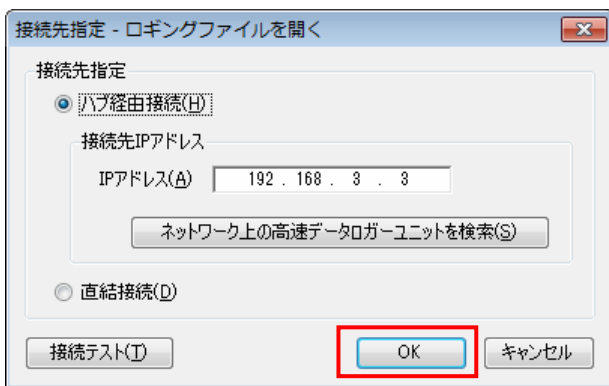 接続先指定 - ロギングファイルを開く
接続先指定
ハブ経由接続(H)
接続先IPアドレス
IPアドレス(A) 192 . 168 . 3 . 3
ネットワーク上の高速データロガーユニットを検索(S)
直結接続(D)
接続テスト(T) OK キャンセル